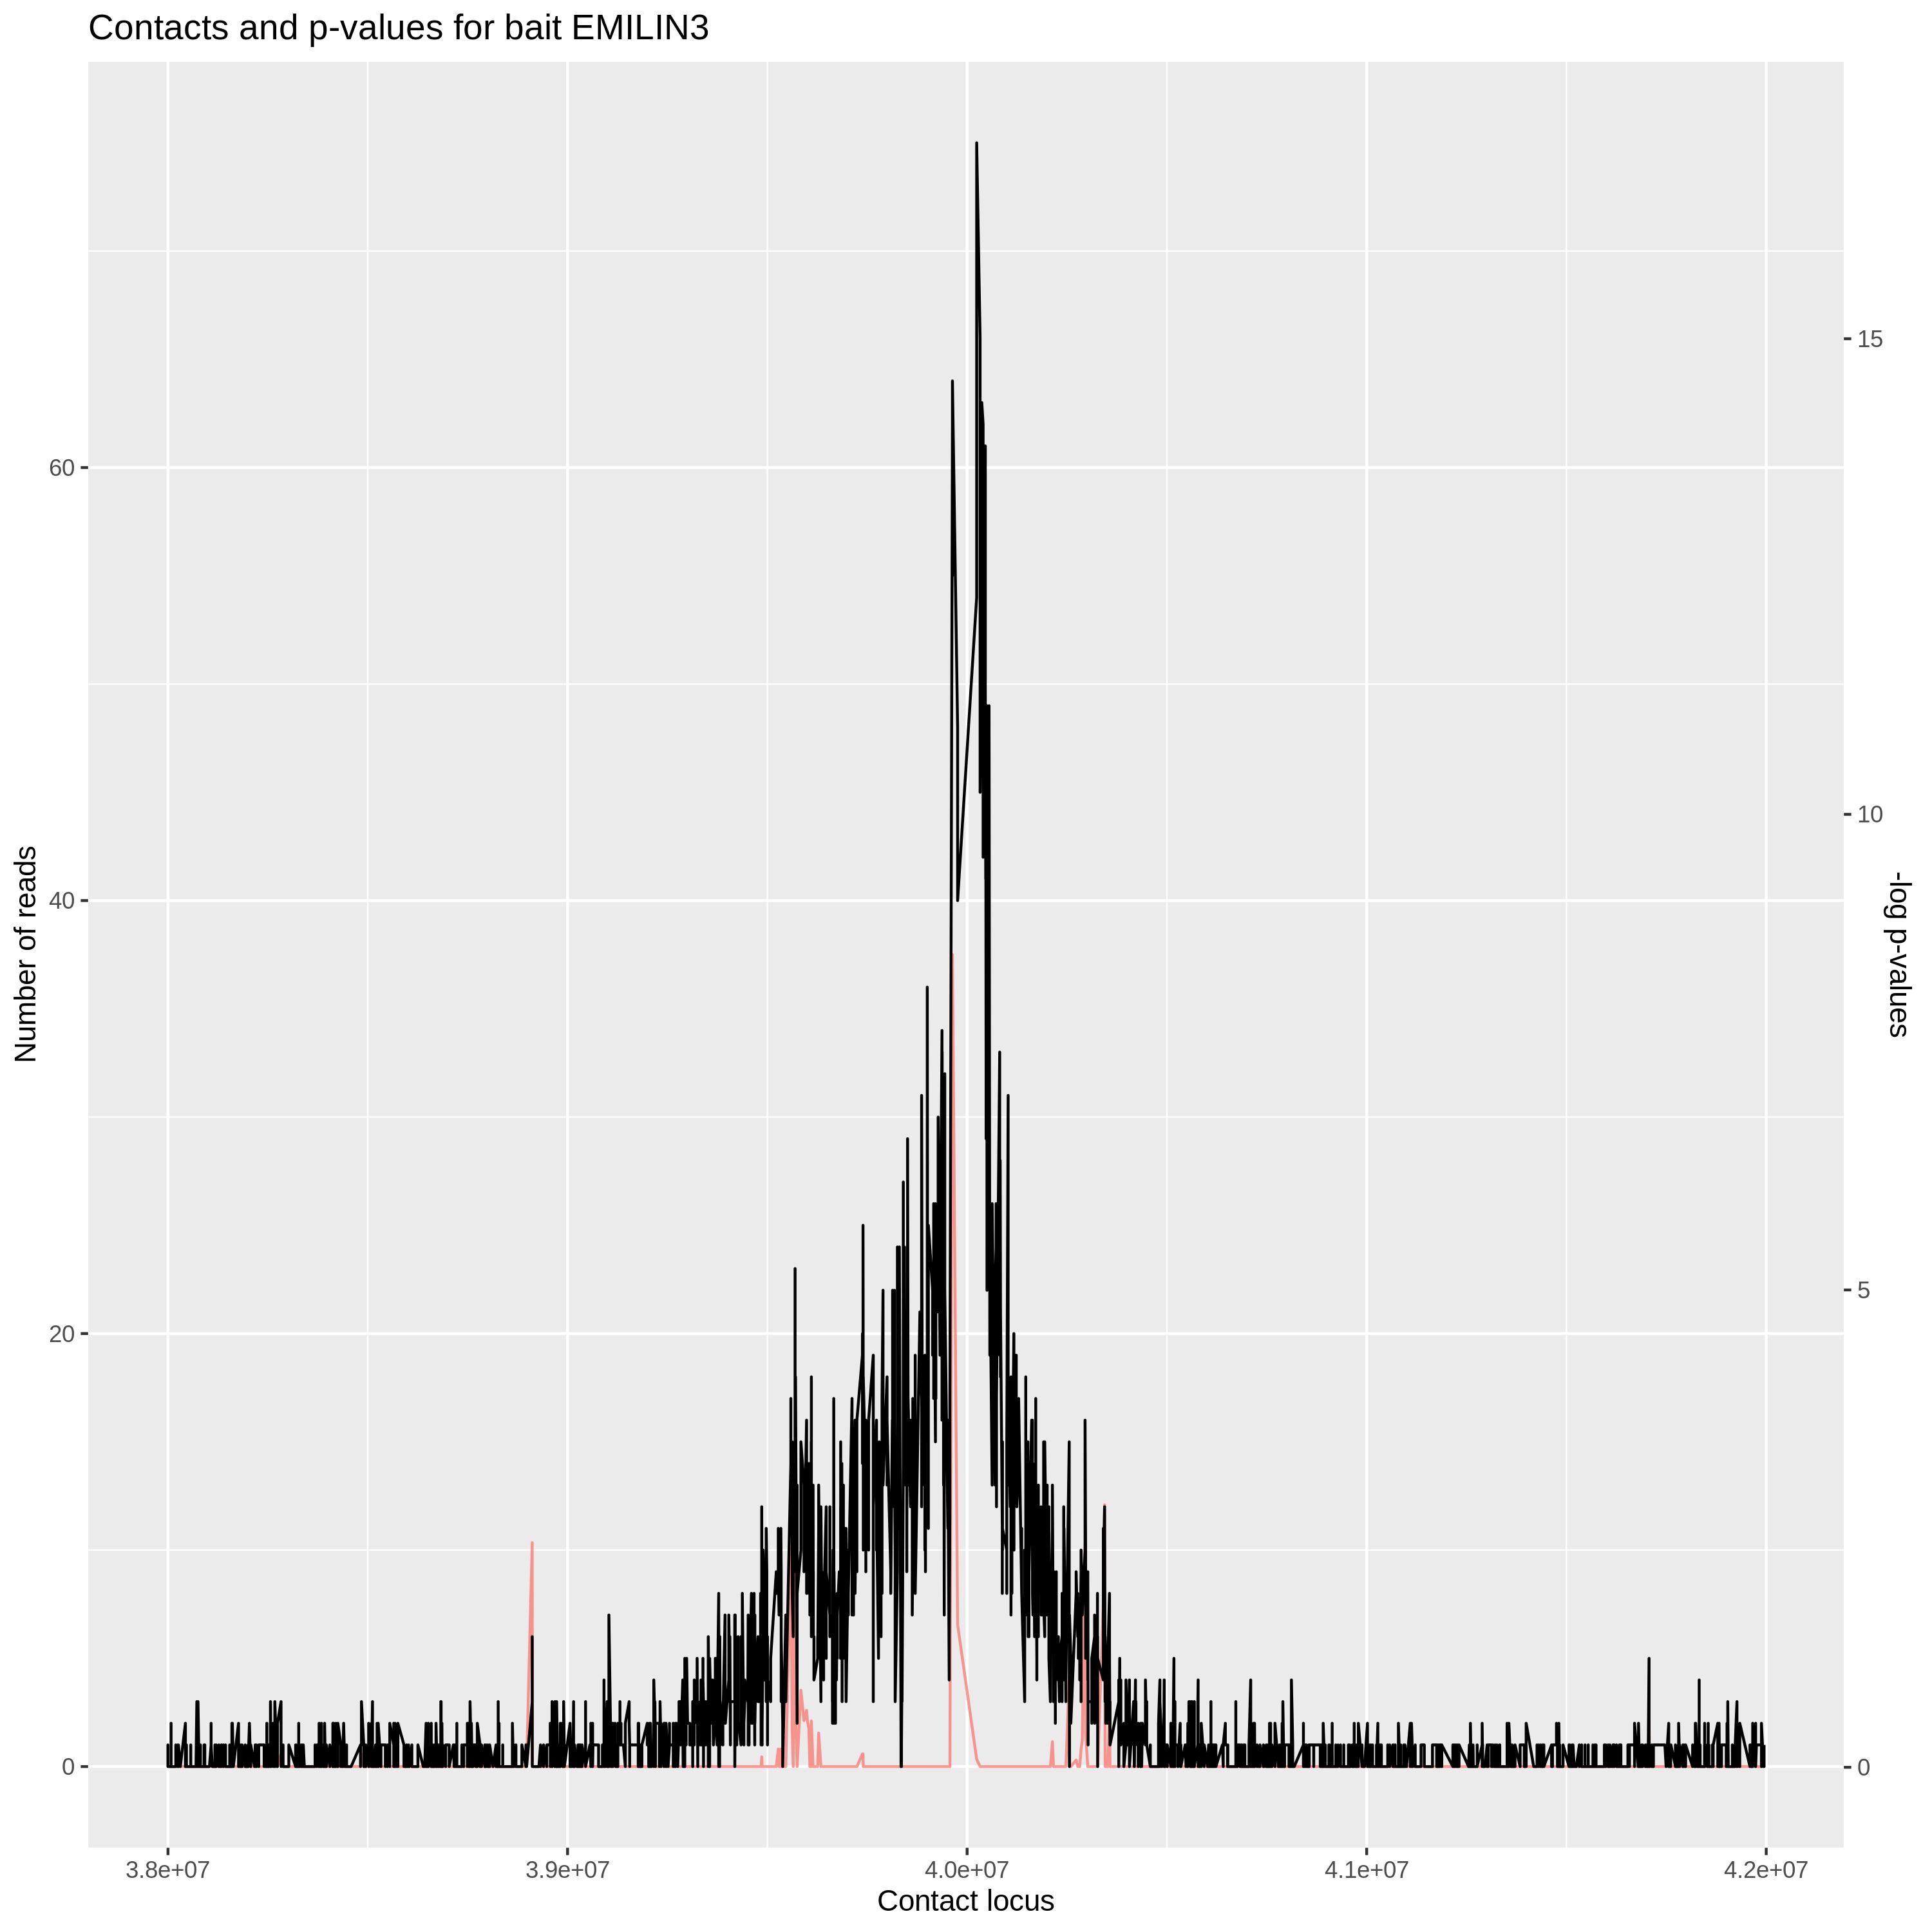 Contacts and p-values for bait EMILIN3
Number of reads
60
40
20
0
15
10
5
0
-log p-values
3.8e+07 3.9e+07 4.0e+07 4.1e+07 4.2e+07
Contact locus